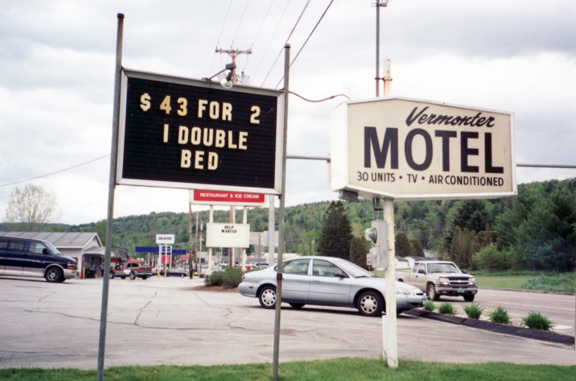 $ 43 FOR 2
1 DOUBLE
BED
Vermonter
MOTEL
30 UNITS • TV • AIR CONDITIONED
RESTAURANT & ICE CREAM
HELP
WANTED